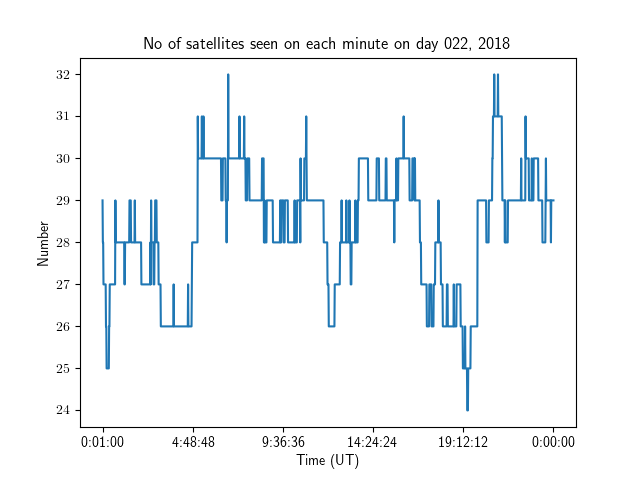 No of satellites seen on each minute on day 022, 2018
32
31
30
29
28
27
26
25
24
Number
0:01:00 4:48:48 9:36:36 14:24:24 19:12:12 0:00:00
Time (UT)